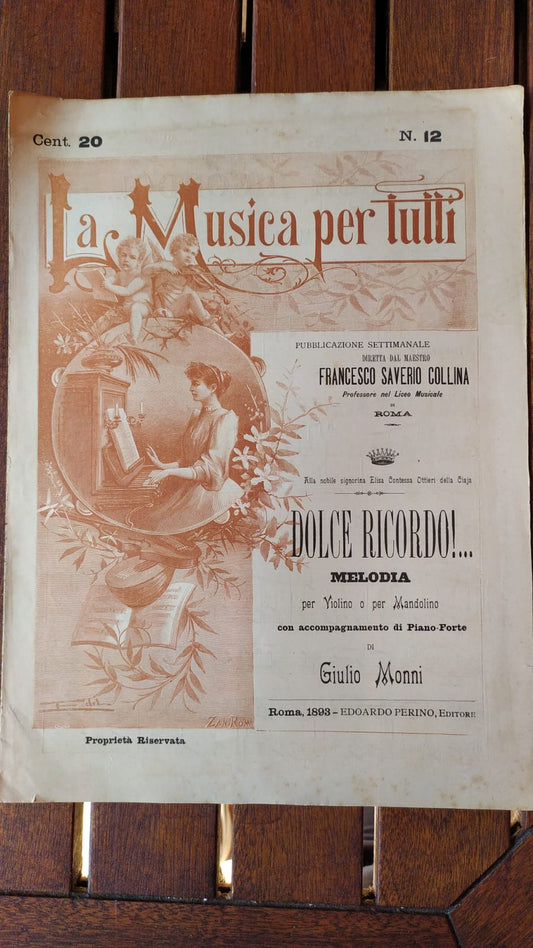 Cent. 20
N. 12
La Musica per tutti
PUBBLICAZIONE SETTIMANALE
DIRETTA DAL MAESTRO
FRANCESCO SAVERIO COLLINA
Professore nel Liceo Musicale
DI
ROMA
Alla nobile signorina Elisa Contessa Ottieri della Ciaja
DOLCE RICORDO!...
MELODIA
per Violino o per Mandolino
con accompagnamento di Piano-Forte
DI
Giulio Monni
Roma, 1893 - EDOARDO PERINO, EDITORE
Proprietà Riservata